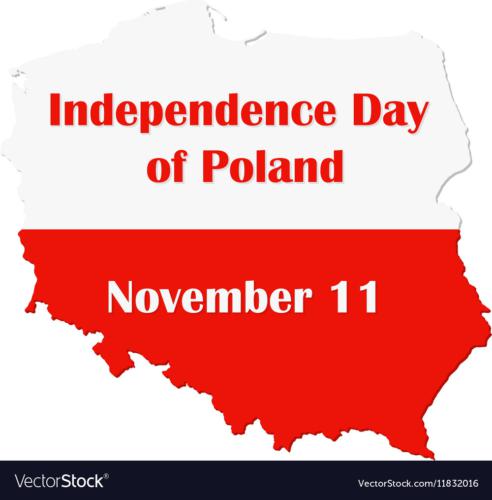 Independence Day
of Poland
November 11
VectorStock®
VectorStock.com/11832016